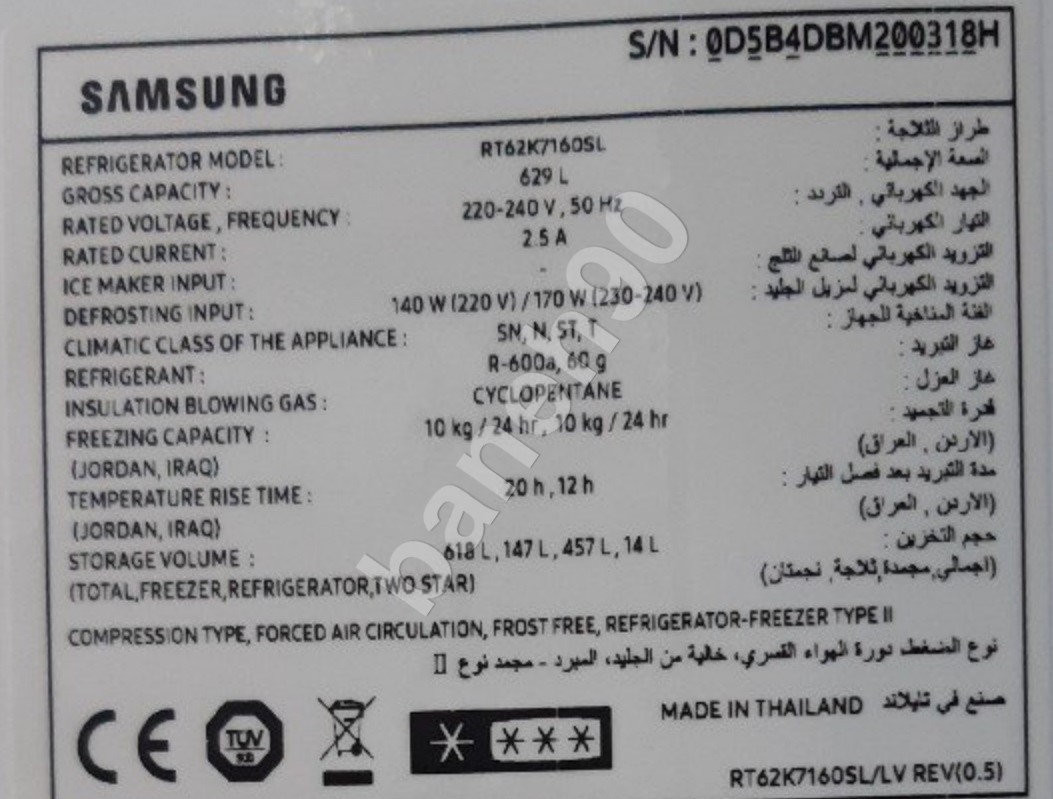 S/N : 0D5B4DBM200318H
SAMSUNG
REFRIGERATOR MODEL : RT62K7160SL طراز الثلاجة :
GROSS CAPACITY : 629 L السعة الإجمالية :
RATED VOLTAGE , FREQUENCY : 220-240 V , 50 Hz الجهد الكهربائي , التردد :
RATED CURRENT : 2.5 A التيار الكهربائي :
ICE MAKER INPUT : - التزويد الكهربائي لصانع الثلج :
DEFROSTING INPUT : 140 W (220 V) / 170 W (230-240 V) التزويد الكهربائي لمزيل الجليد :
CLIMATIC CLASS OF THE APPLIANCE : SN, N, ST, T الفئة المناخية للجهاز :
REFRIGERANT : R-600a, 60 g غاز التبريد :
INSULATION BLOWING GAS : CYCLOPENTANE غاز العزل :
FREEZING CAPACITY : 10 kg / 24 hr , 10 kg / 24 hr قدرة التجميد :
(JORDAN, IRAQ) (الاردن , العراق)
TEMPERATURE RISE TIME : 20 h , 12 h مدة التبريد بعد فصل التيار :
(JORDAN, IRAQ) (الاردن , العراق)
STORAGE VOLUME : 618 L , 147 L , 457 L , 14 L حجم التخزين :
(TOTAL,FREEZER,REFRIGERATOR,TWO STAR) (اجمالي,مجمدة,ثلاجة, نجمتان)
COMPRESSION TYPE, FORCED AIR CIRCULATION, FROST FREE, REFRIGERATOR-FREEZER TYPE II
نوع الضغط دورة الهواء القسري، خالية من الجليد، المبرد - مجمد نوع II
CE TÜV SÜD
MADE IN THAILAND صنع في تايلاند
RT62K7160SL/LV REV(0.5)
banem90